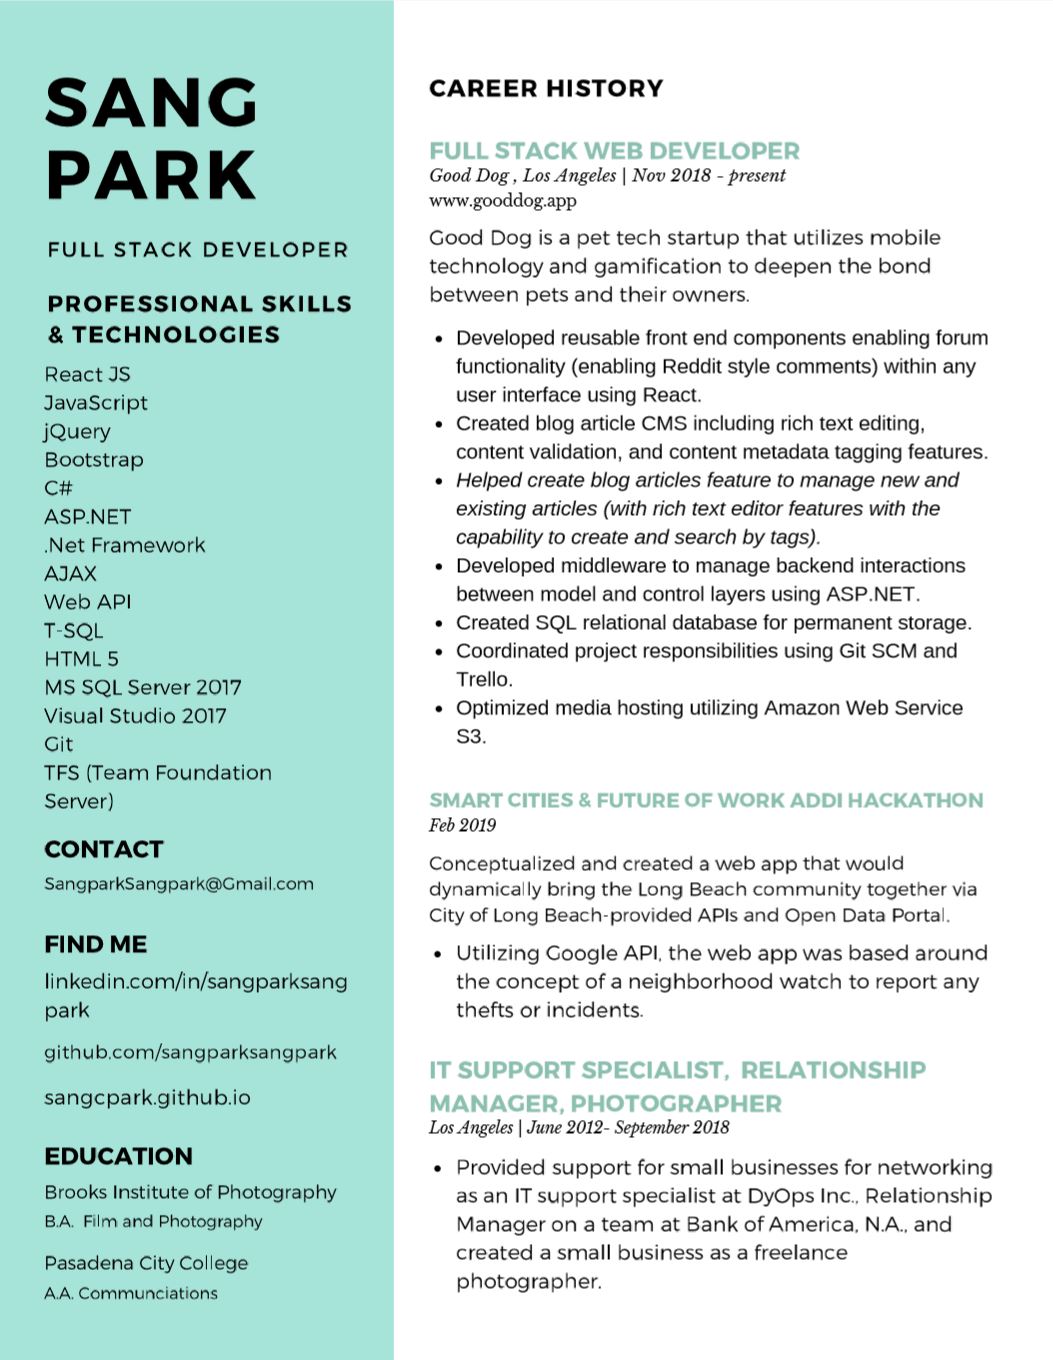 SANG
PARK
FULL STACK DEVELOPER
PROFESSIONAL SKILLS
& TECHNOLOGIES
React JS
JavaScript
jQuery
Bootstrap
C#
ASP.NET
.Net Framework
AJAX
Web API
T-SQL
HTML 5
MS SQL Server 2017
Visual Studio 2017
Git
TFS (Team Foundation
Server)
CONTACT
SangparkSangpark@Gmail.com
FIND ME
linkedin.com/in/sangparksang
park
github.com/sangparksangpark
sangcpark.github.io
EDUCATION
Brooks Institute of Photography
B.A. Film and Photography
Pasadena City College
A.A. Communciations
CAREER HISTORY
FULL STACK WEB DEVELOPER
Good Dog , Los Angeles | Nov 2018 - present
www.gooddog.app
Good Dog is a pet tech startup that utilizes mobile
technology and gamification to deepen the bond
between pets and their owners.
• Developed reusable front end components enabling forum
functionality (enabling Reddit style comments) within any
user interface using React.
• Created blog article CMS including rich text editing,
content validation, and content metadata tagging features.
• Helped create blog articles feature to manage new and
existing articles (with rich text editor features with the
capability to create and search by tags).
• Developed middleware to manage backend interactions
between model and control layers using ASP.NET.
• Created SQL relational database for permanent storage.
• Coordinated project responsibilities using Git SCM and
Trello.
• Optimized media hosting utilizing Amazon Web Service
S3.
SMART CITIES & FUTURE OF WORK ADDI HACKATHON
Feb 2019
Conceptualized and created a web app that would
dynamically bring the Long Beach community together via
City of Long Beach-provided APIs and Open Data Portal.
• Utilizing Google API, the web app was based around
the concept of a neighborhood watch to report any
thefts or incidents.
IT SUPPORT SPECIALIST, RELATIONSHIP
MANAGER, PHOTOGRAPHER
Los Angeles | June 2012- September 2018
• Provided support for small businesses for networking
as an IT support specialist at DyOps Inc., Relationship
Manager on a team at Bank of America, N.A., and
created a small business as a freelance
photographer.